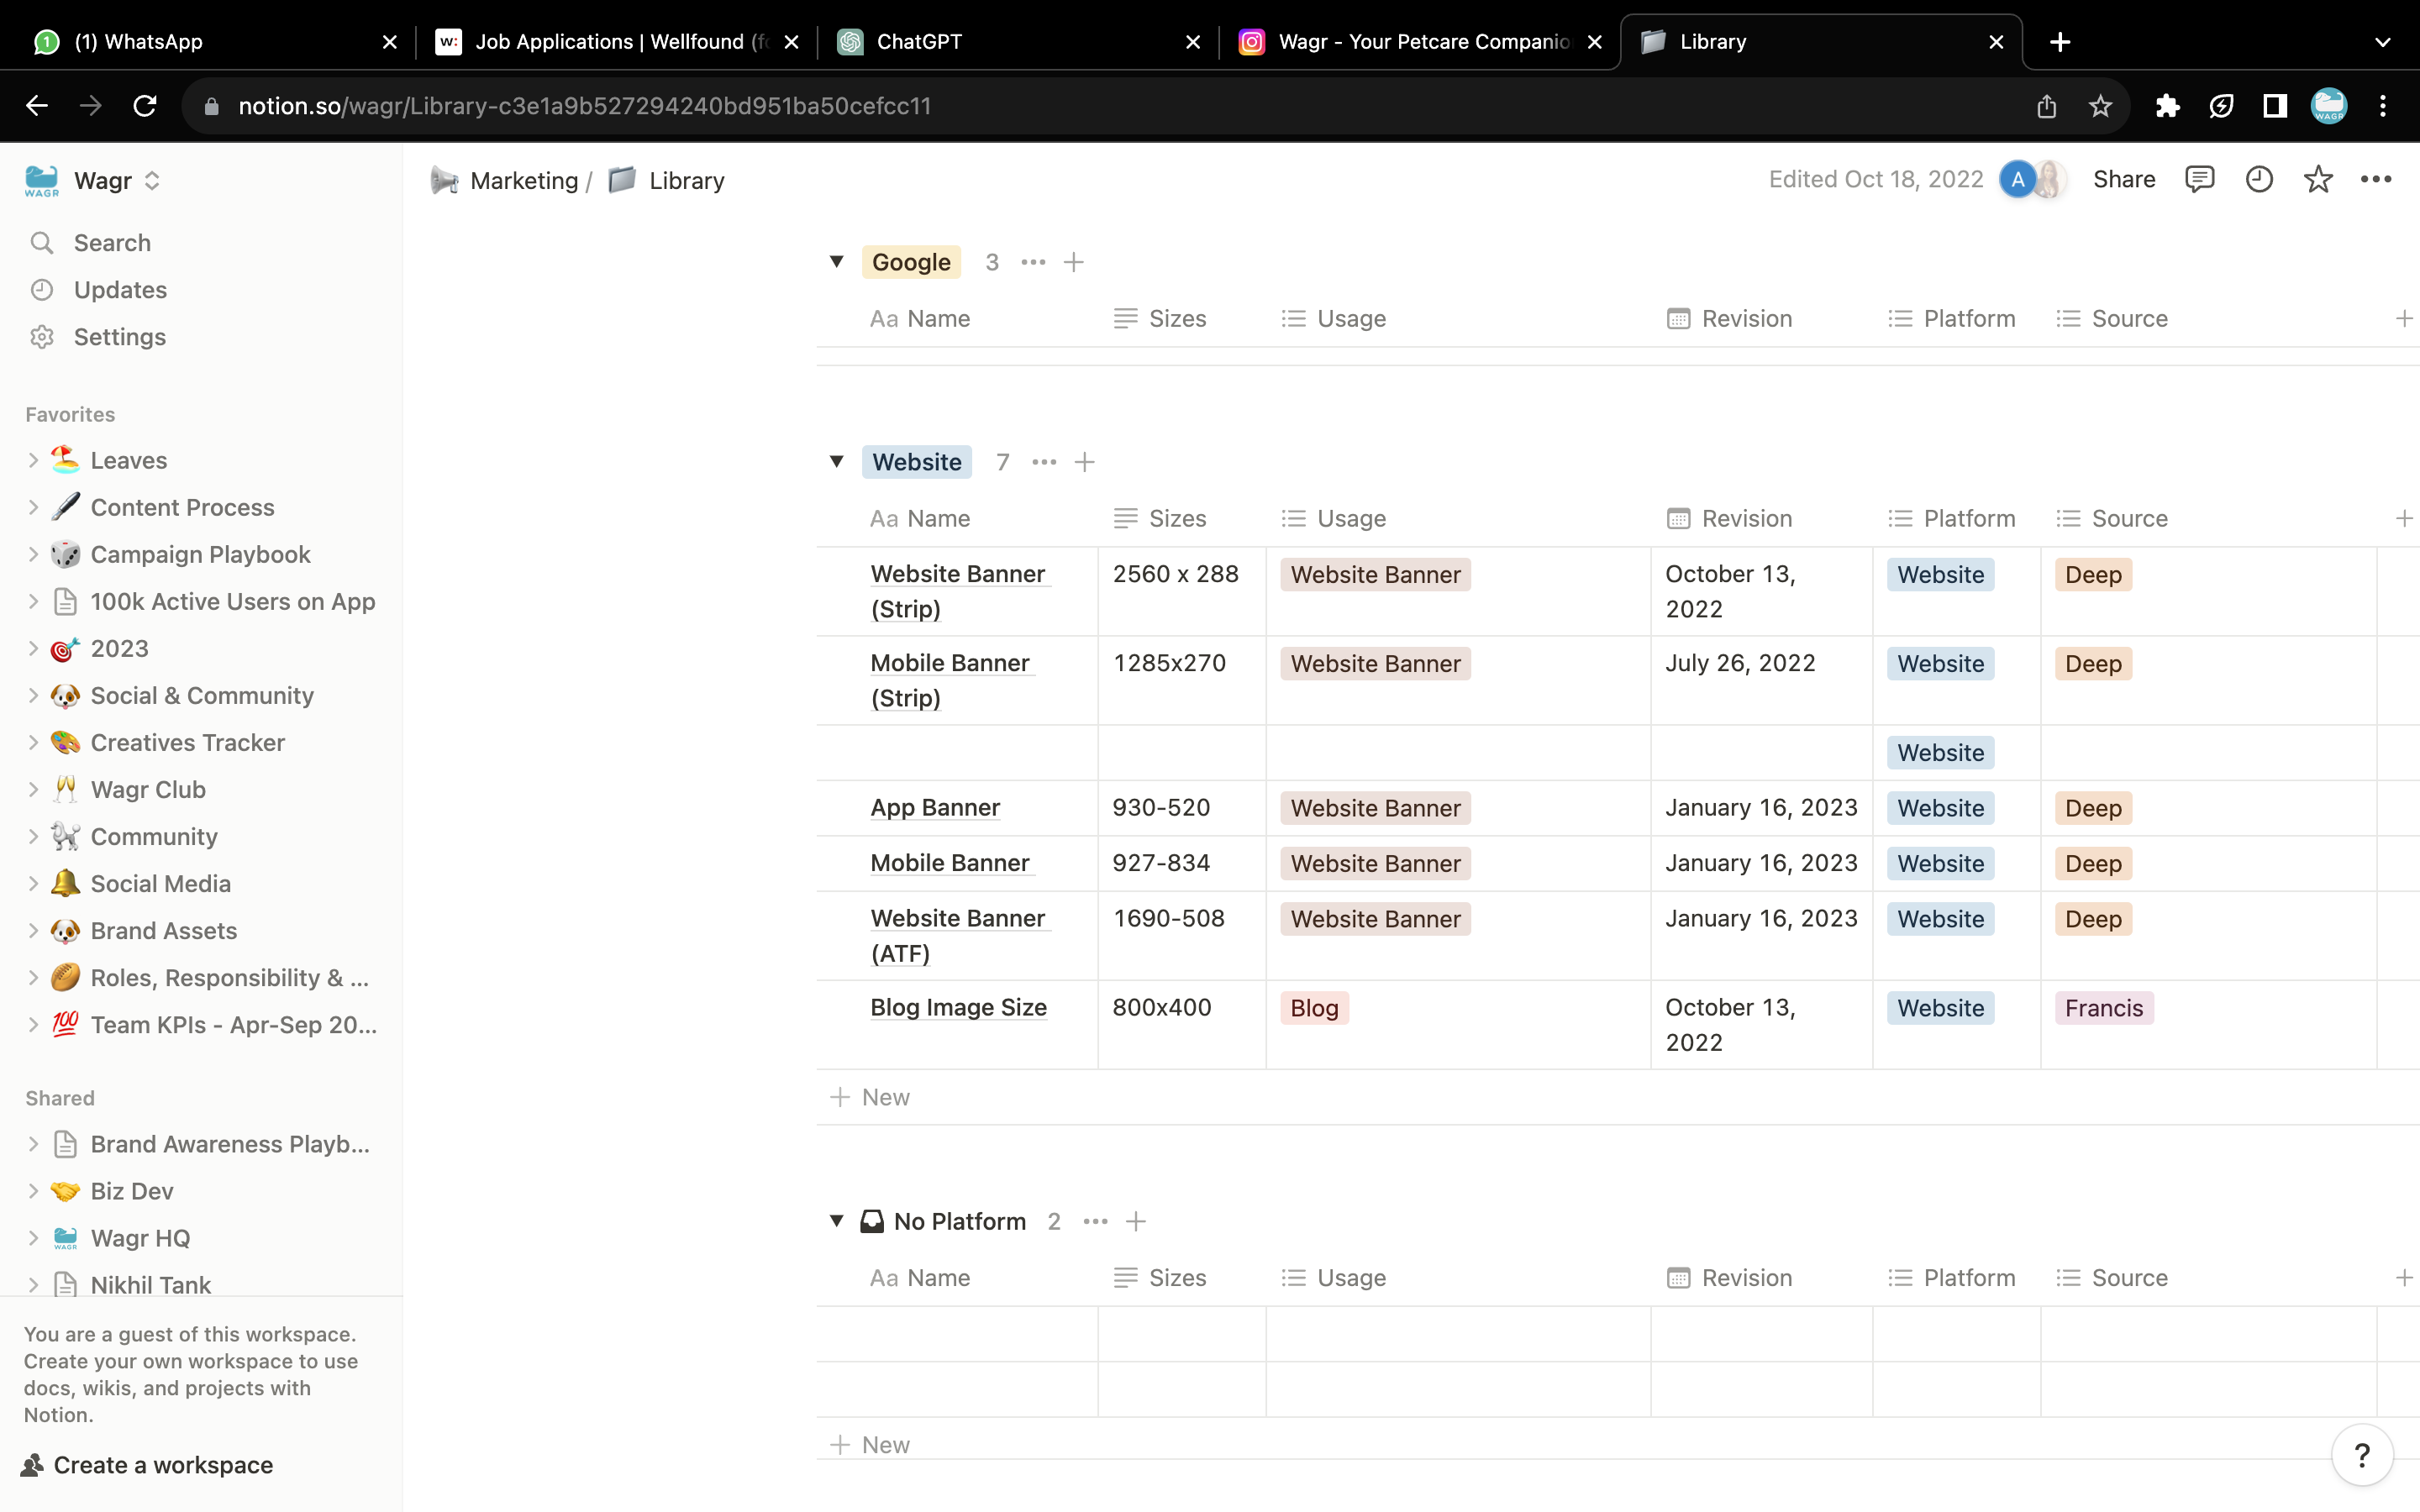 (1) WhatsApp
w: Job Applications | Wellfound (fo
ChatGPT
Wagr - Your Petcare Companio
Library
notion.so/wagr/Library-c3e1a9b527294240bd951ba50cefcc11
WAGR
WAGR Wagr
Marketing / Library
Edited Oct 18, 2022 A Share
Search
Updates
Settings
Favorites
Leaves
Content Process
Campaign Playbook
100k Active Users on App
2023
Social & Community
Creatives Tracker
Wagr Club
Community
Social Media
Brand Assets
Roles, Responsibility & ...
100 Team KPIs - Apr-Sep 20...
Shared
Brand Awareness Playb...
Biz Dev
WAGR Wagr HQ
Nikhil Tank
You are a guest of this workspace.
Create your own workspace to use
docs, wikis, and projects with
Notion.
Create a workspace
Google 3
Aa Name Sizes Usage Revision Platform Source
Website 7
Aa Name Sizes Usage Revision Platform Source
Website Banner 2560 x 288 Website Banner October 13, Website Deep
(Strip) 2022
Mobile Banner 1285x270 Website Banner July 26, 2022 Website Deep
(Strip)
Website
App Banner 930-520 Website Banner January 16, 2023 Website Deep
Mobile Banner 927-834 Website Banner January 16, 2023 Website Deep
Website Banner 1690-508 Website Banner January 16, 2023 Website Deep
(ATF)
Blog Image Size 800x400 Blog October 13, Website Francis
2022
New
No Platform 2
Aa Name Sizes Usage Revision Platform Source
New
?